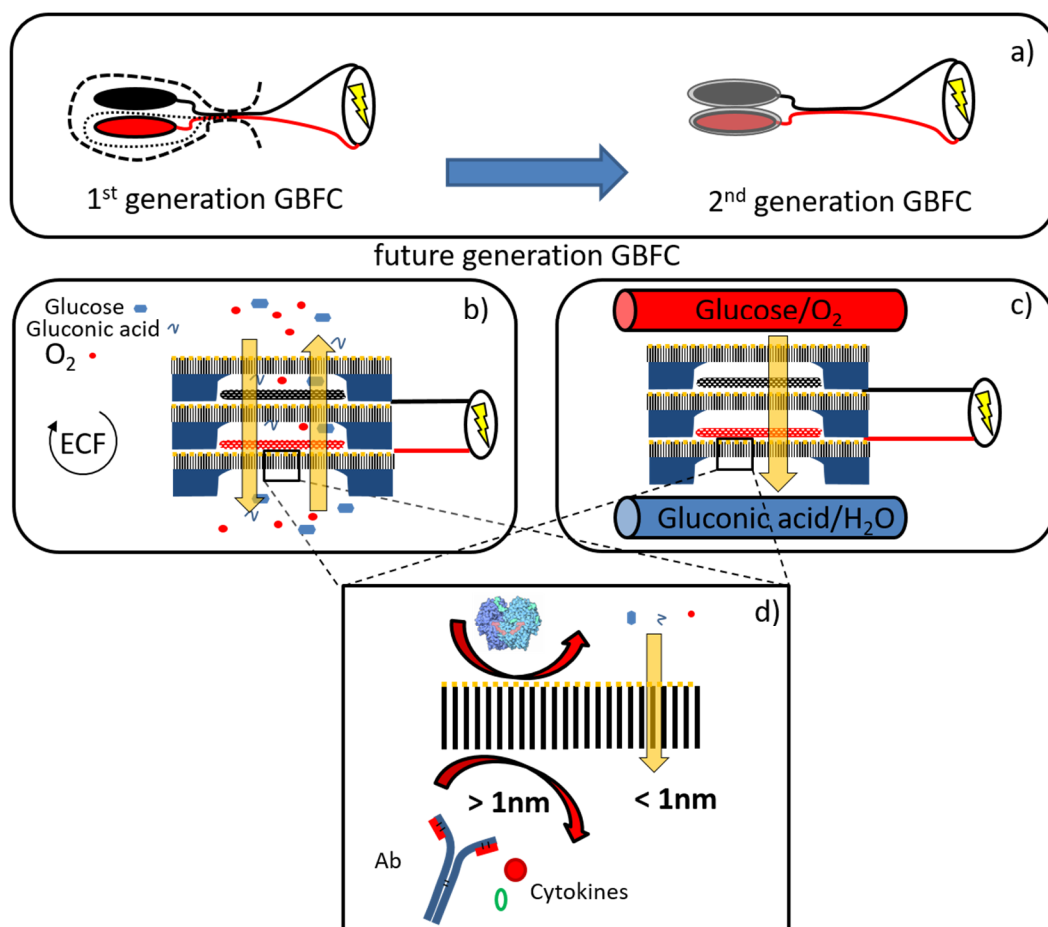 a)
1st generation GBFC
2nd generation GBFC
future generation GBFC
b)
Glucose
Gluconic acid
O2
ECF
c)
Glucose/O2
Gluconic acid/H2O
d)
> 1nm
< 1nm
Ab
Cytokines